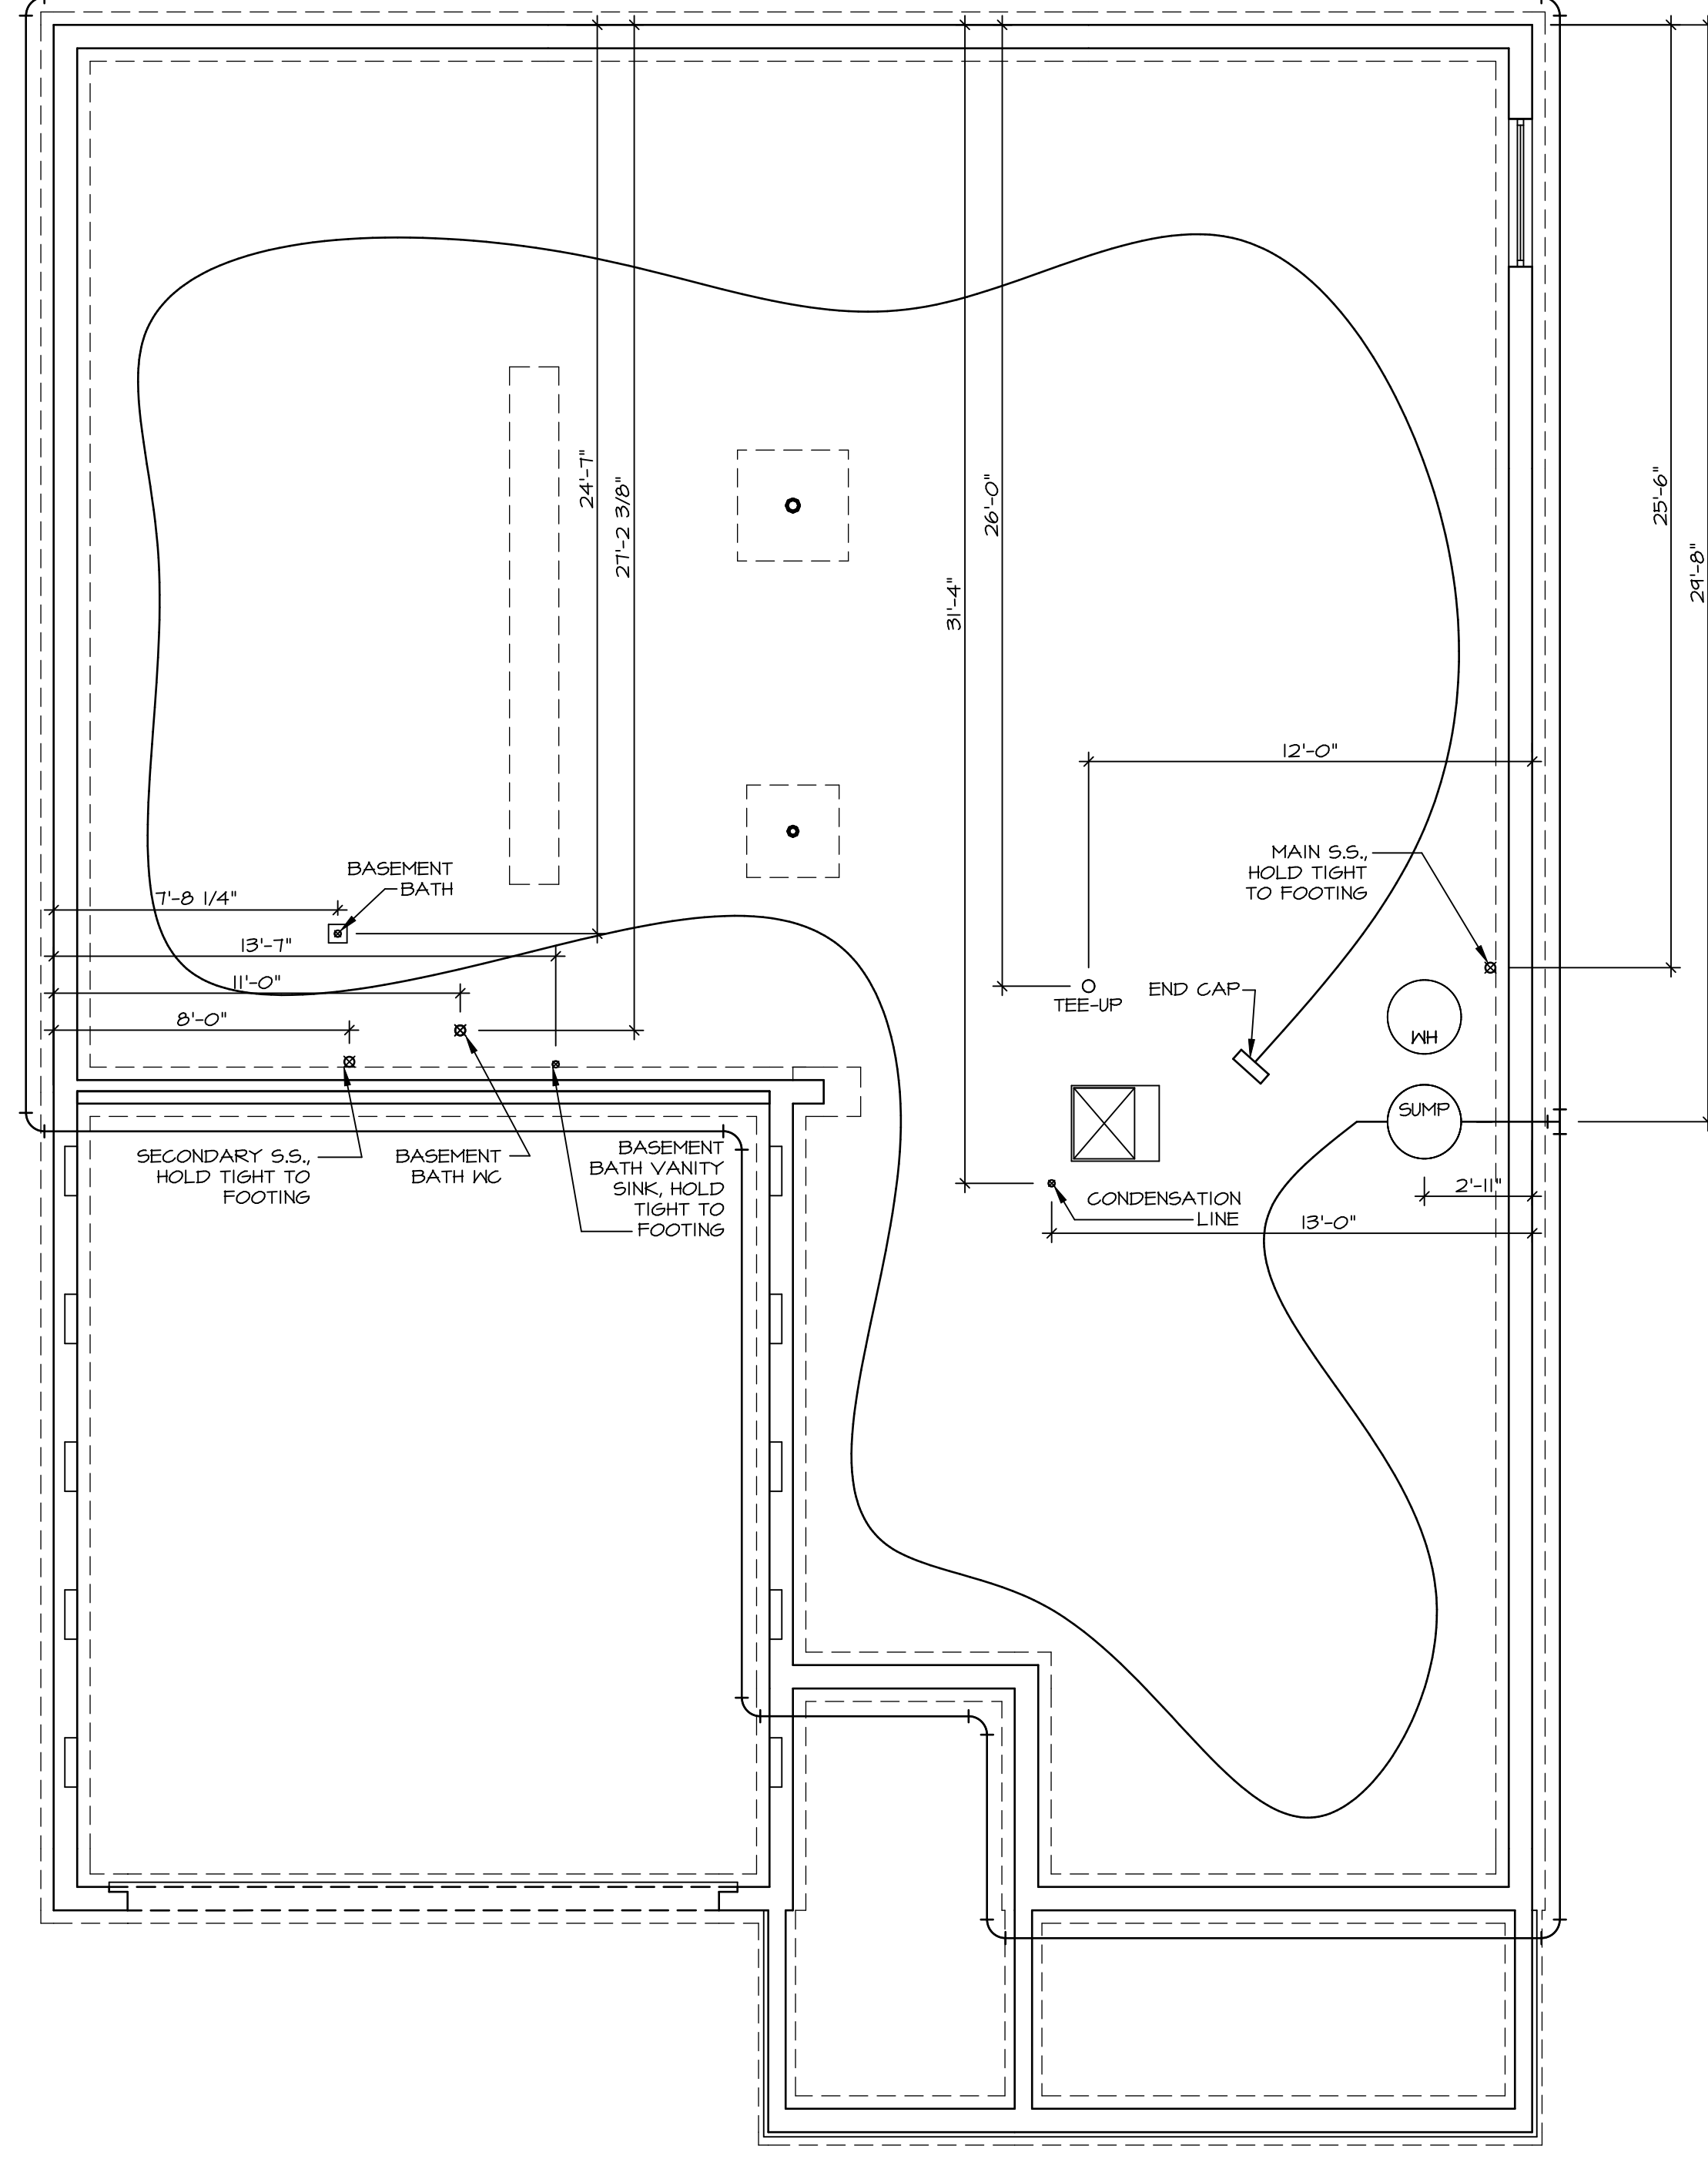 24'-7"
27'-2 3/8"
31'-4"
26'-0"
25'-6"
29'-8"
12'-0"
MAIN S.S.,
HOLD TIGHT
TO FOOTING
BASEMENT
BATH
7'-8 1/4"
13'-7"
11'-0"
8'-0"
TEE-UP
END CAP
WH
SUMP
SECONDARY S.S.,
HOLD TIGHT TO
FOOTING
BASEMENT
BATH WC
BASEMENT
BATH VANITY
SINK, HOLD
TIGHT TO
FOOTING
CONDENSATION
LINE
2'-11"
13'-0"